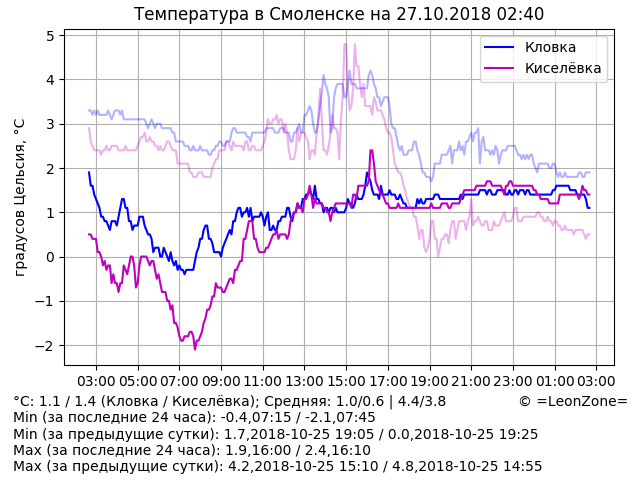 Температура в Смоленске на 27.10.2018 02:40
Кловка
Киселёвка
градусов Цельсия, °C
5
4
3
2
1
0
−1
−2
03:00 05:00 07:00 09:00 11:00 13:00 15:00 17:00 19:00 21:00 23:00 01:00 03:00
°C: 1.1 / 1.4 (Кловка / Киселёвка); Средняя: 1.0/0.6 | 4.4/3.8 © =LeonZone=
Min (за последние 24 часа): -0.4,07:15 / -2.1,07:45
Min (за предыдущие сутки): 1.7,2018-10-25 19:05 / 0.0,2018-10-25 19:25
Max (за последние 24 часа): 1.9,16:00 / 2.4,16:10
Max (за предыдущие сутки): 4.2,2018-10-25 15:10 / 4.8,2018-10-25 14:55